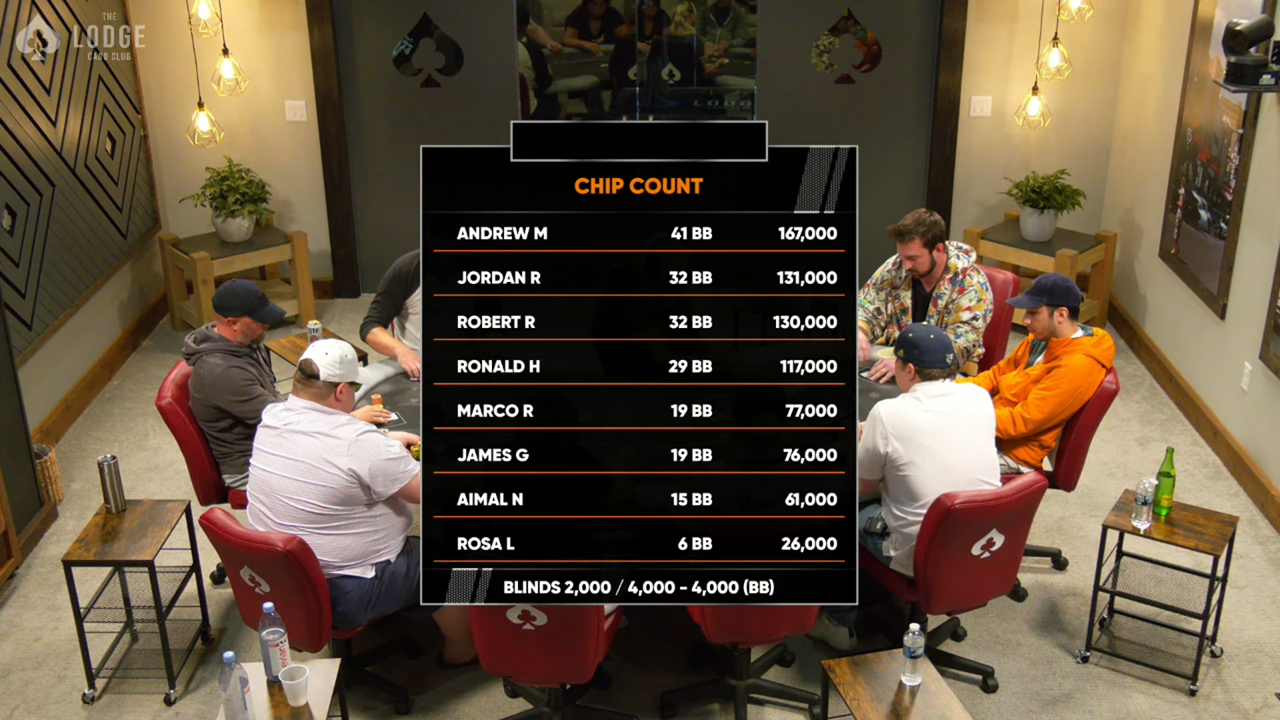 THE
LODGE
CARD CLUB
LODG
CHIP COUNT
ANDREW M 41 BB 167,000
JORDAN R 32 BB 131,000
ROBERT R 32 BB 130,000
RONALD H 29 BB 117,000
MARCO R 19 BB 77,000
JAMES G 19 BB 76,000
AIMAL N 15 BB 61,000
ROSA L 6 BB 26,000
BLINDS 2,000 / 4,000 - 4,000 (BB)